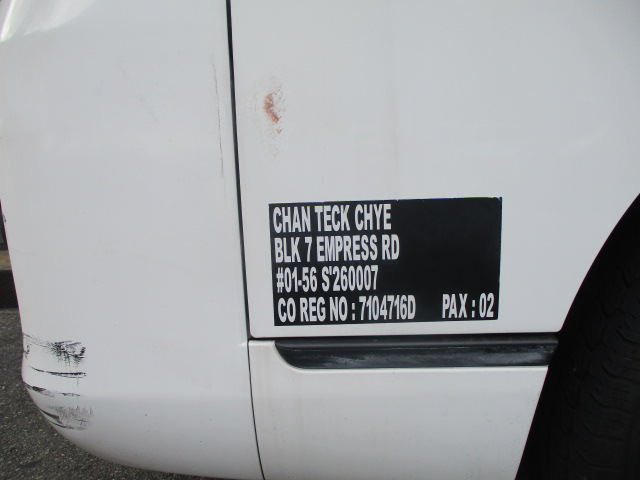 CHAN TECK CHYE
BLK 7 EMPRESS RD
#01-56 S'260007
CO REG NO : 7104716D PAX : 02